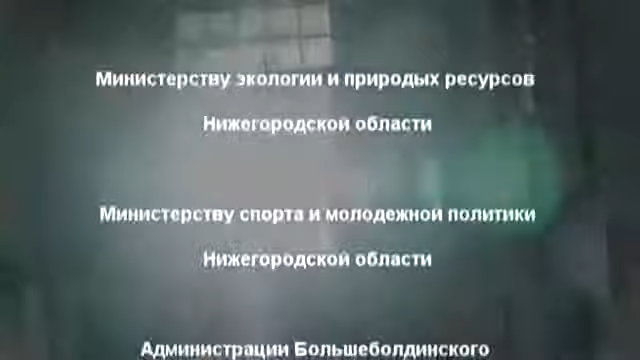 Министерству экологии и природых ресурсов
Нижегородской области
Министерству спорта и молодежной политики
Нижегородской области
Администрации Большеболдинского